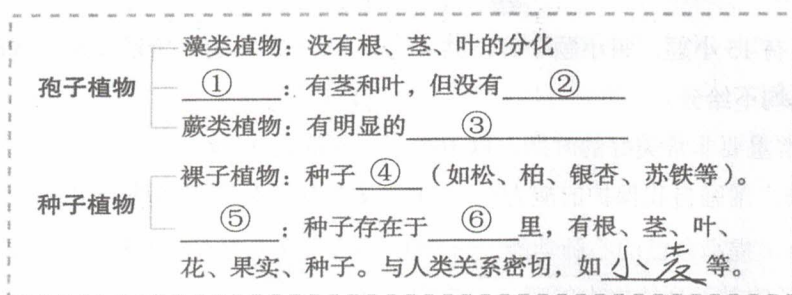 藻类植物：没有根、茎、叶的分化
孢子植物 ①：有茎和叶，但没有②
蕨类植物：有明显的③
裸子植物：种子④（如松、柏、银杏、苏铁等）。
种子植物
⑤：种子存在于⑥里，有根、茎、叶、
花、果实、种子。与人类关系密切，如小麦等。